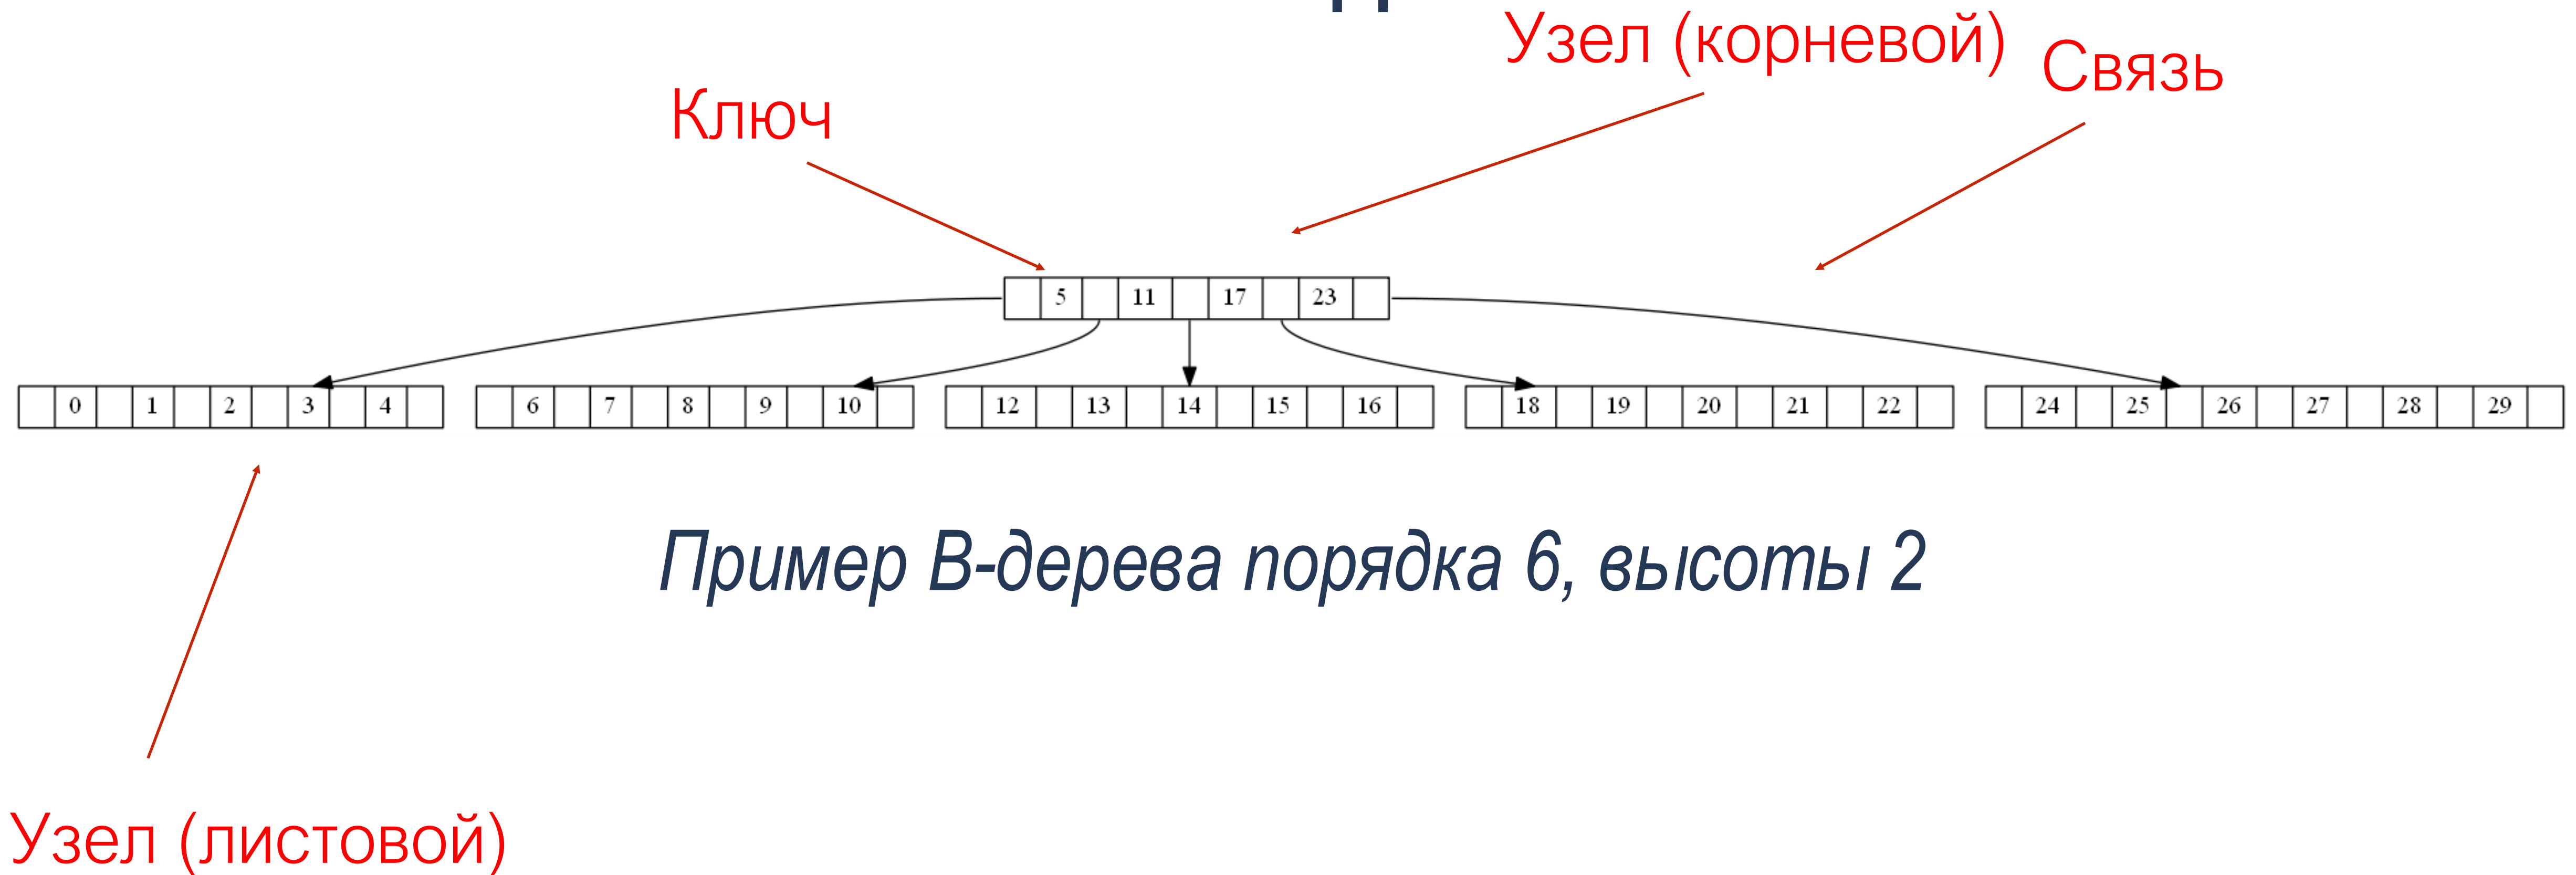 Узел (корневой)
Связь
Ключ
5 11 17 23
0 1 2 3 4 6 7 8 9 10 12 13 14 15 16 18 19 20 21 22 24 25 26 27 28 29
Пример В-дерева порядка 6, высоты 2
Узел (листовой)